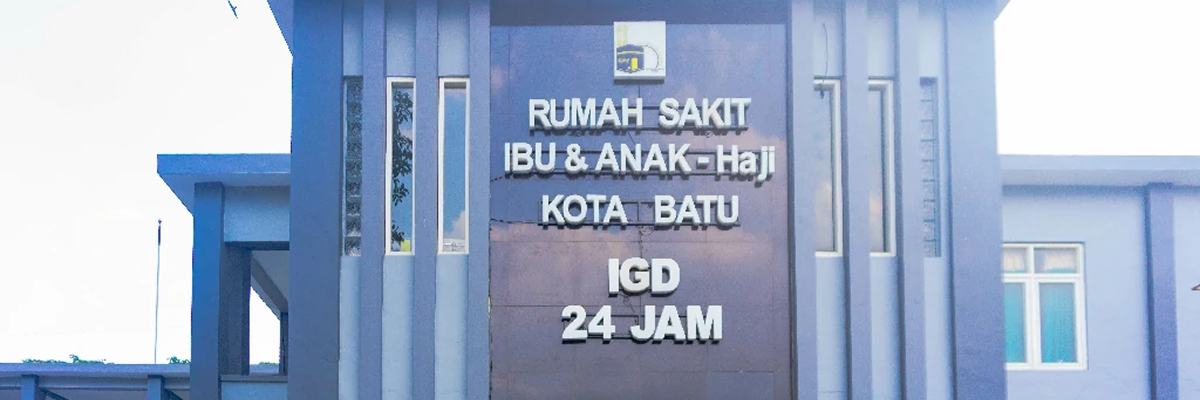 RUMAH SAKIT
IBU & ANAK - Haji
KOTA BATU
IGD
24 JAM